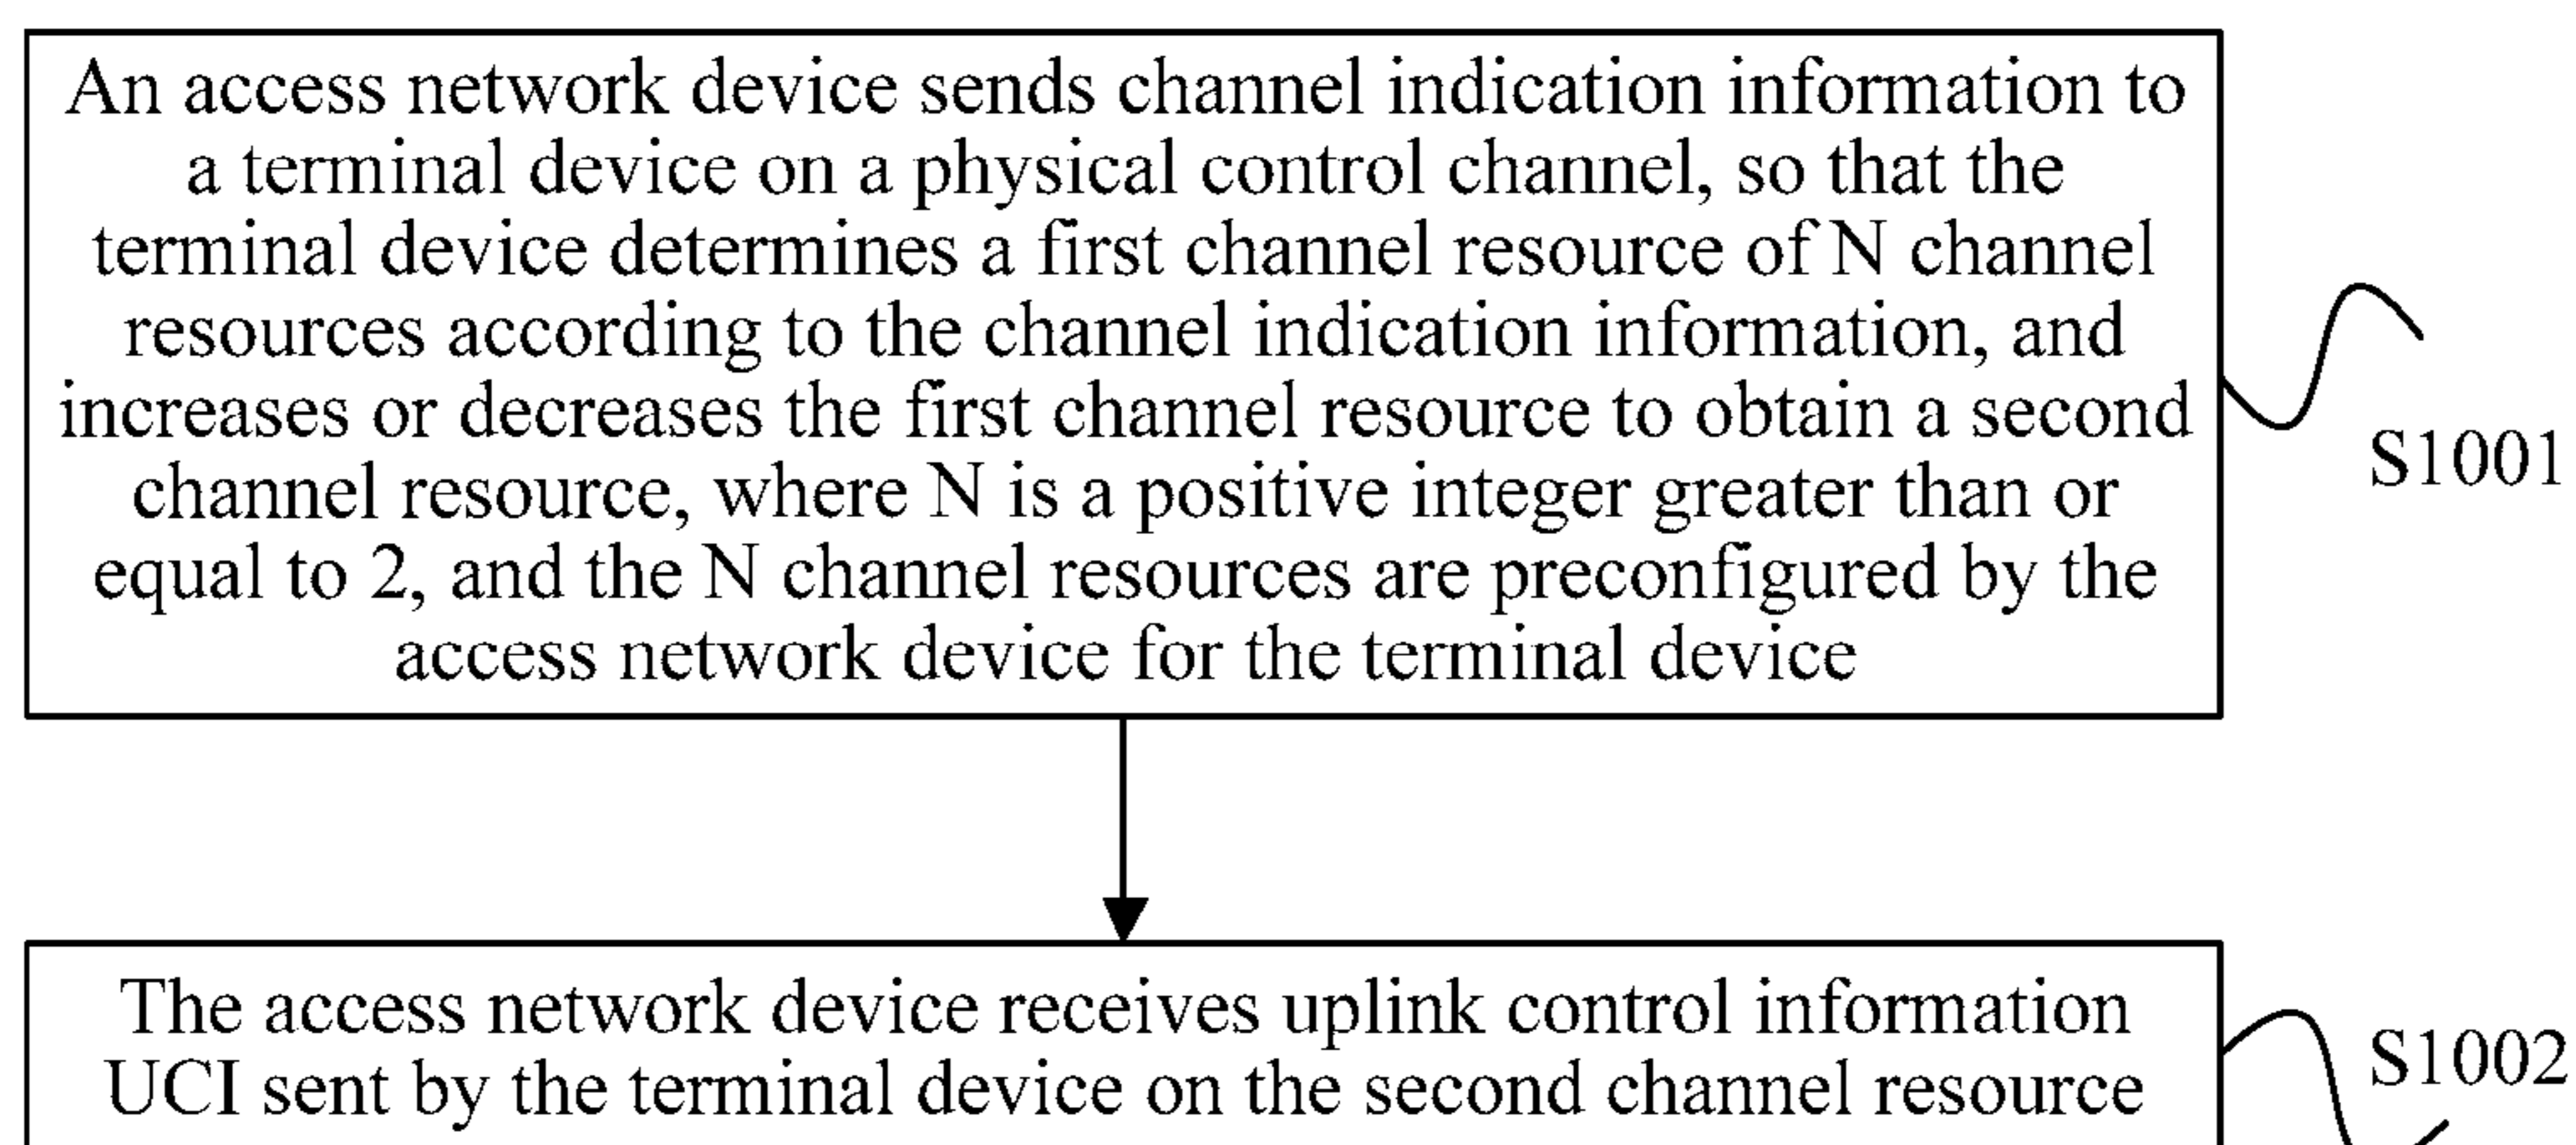 An access network device sends channel indication information to
a terminal device on a physical control channel, so that the
terminal device determines a first channel resource of N channel
resources according to the channel indication information, and
increases or decreases the first channel resource to obtain a second
channel resource, where N is a positive integer greater than or
equal to 2, and the N channel resources are preconfigured by the
access network device for the terminal device
S1001
The access network device receives uplink control information
UCI sent by the terminal device on the second channel resource
S1002